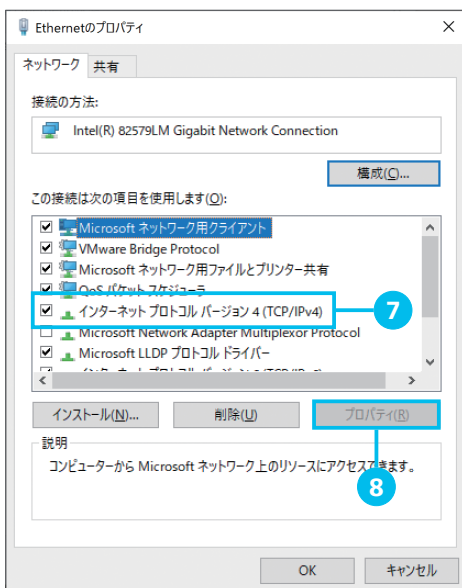 Ethernetのプロパティ
ネットワーク 共有
接続の方法:
Intel(R) 82579LM Gigabit Network Connection
構成(C)...
この接続は次の項目を使用します(O):
Microsoft ネットワーク用クライアント
VMware Bridge Protocol
Microsoft ネットワーク用ファイルとプリンター共有
QoS パケット スケジューラ
インターネット プロトコル バージョン 4 (TCP/IPv4)
7
Microsoft Network Adapter Multiplexor Protocol
Microsoft LLDP プロトコル ドライバー
インストール(N)... 削除(U) プロパティ(R)
説明
コンピューターから Microsoft ネットワーク上のリソースにアクセスできます。
8
OK キャンセル